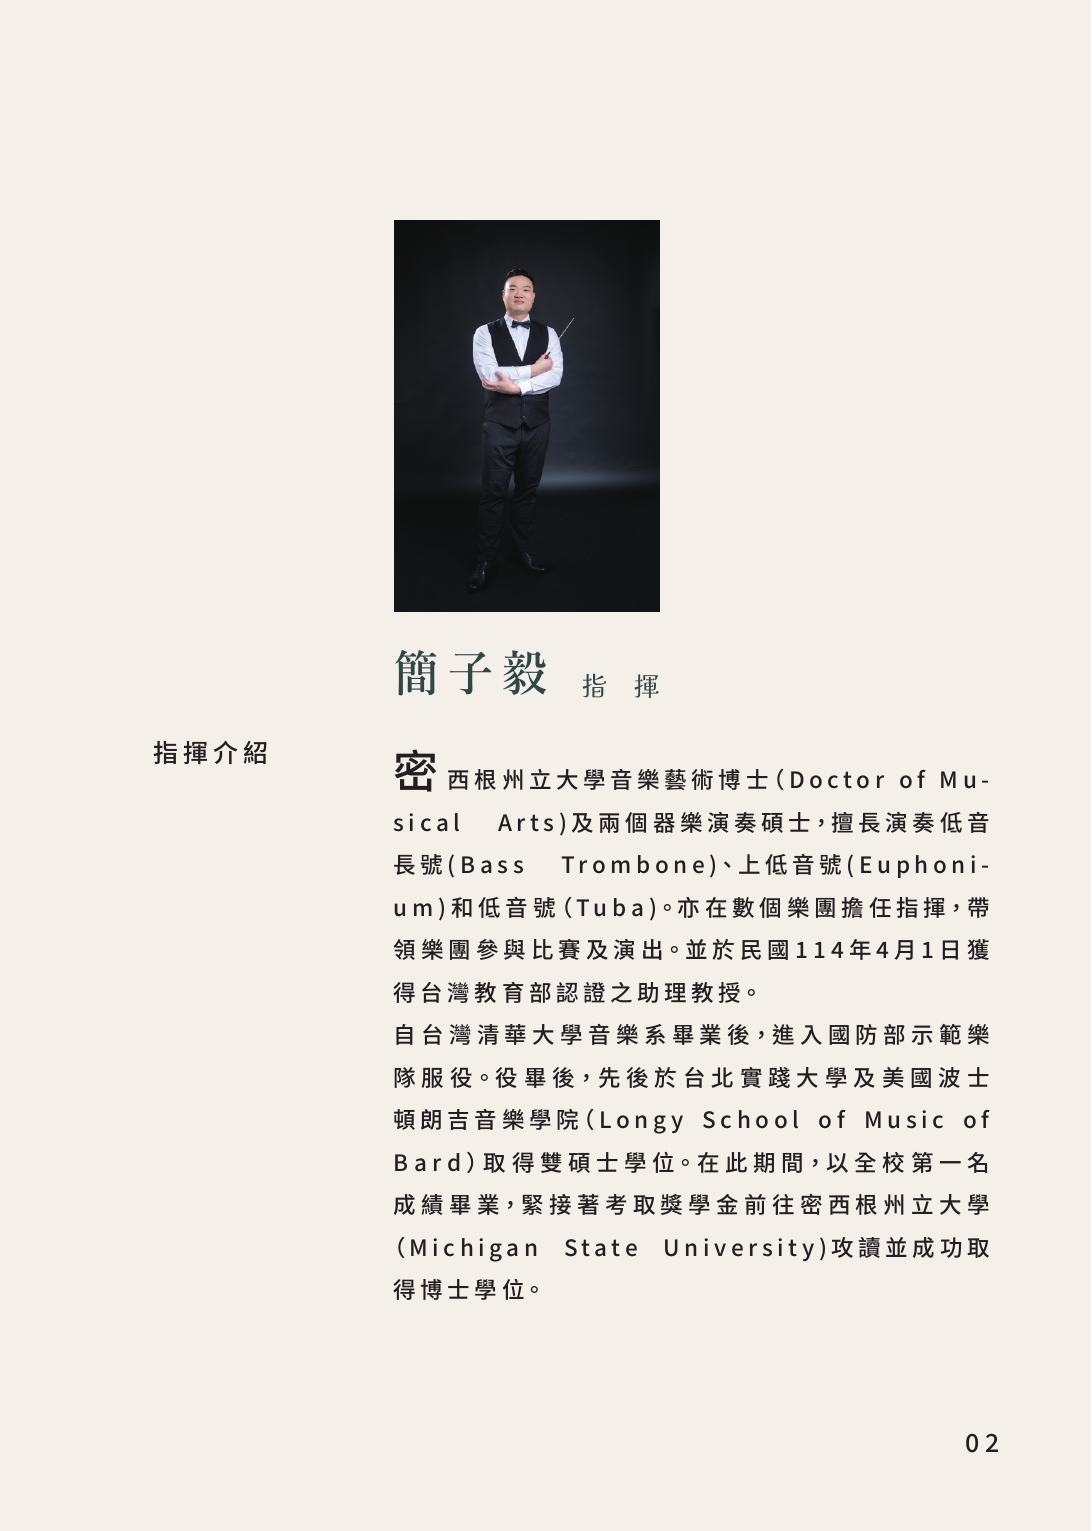 簡子毅 指 揮
指揮介紹
密西根州立大學音樂藝術博士(Doctor of Mu-
sical Arts)及兩個器樂演奏碩士,擅長演奏低音
長號(Bass Trombone)、上低音號(Euphoni-
um)和低音號(Tuba)。亦在數個樂團擔任指揮,帶
領樂團參與比賽及演出。並於民國114年4月1日獲
得台灣教育部認證之助理教授。
自台灣清華大學音樂系畢業後,進入國防部示範樂
隊服役。役畢後,先後於台北實踐大學及美國波士
頓朗吉音樂學院(Longy School of Music of
Bard)取得雙碩士學位。在此期間,以全校第一名
成績畢業,緊接著考取獎學金前往密西根州立大學
(Michigan State University)攻讀並成功取
得博士學位。
02